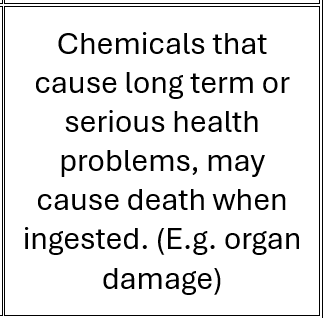 Chemicals that
cause long term or
serious health
problems, may
cause death when
ingested. (E.g. organ
damage)